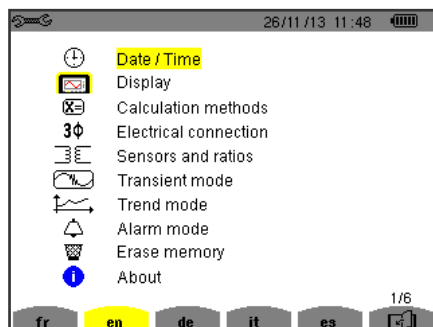 26/11/13 11:48
Date / Time
Display
Calculation methods
3Φ Electrical connection
Sensors and ratios
Transient mode
Trend mode
Alarm mode
Erase memory
About
1/6
fr en de it es